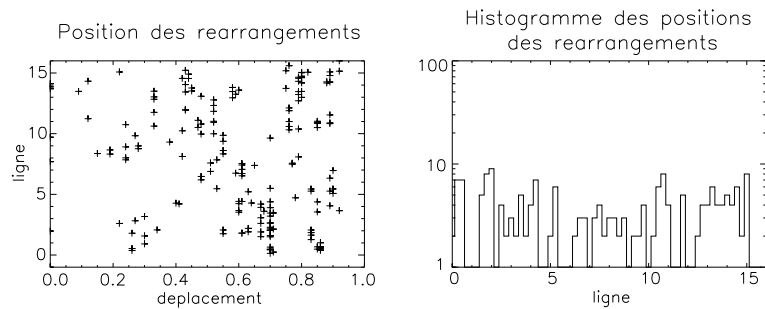 Position des rearrangements
15
10
5
0
ligne
0.0 0.2 0.4 0.6 0.8 1.0
deplacement
Histogramme des positions
des rearrangements
100
10
1
0 5 10 15
ligne